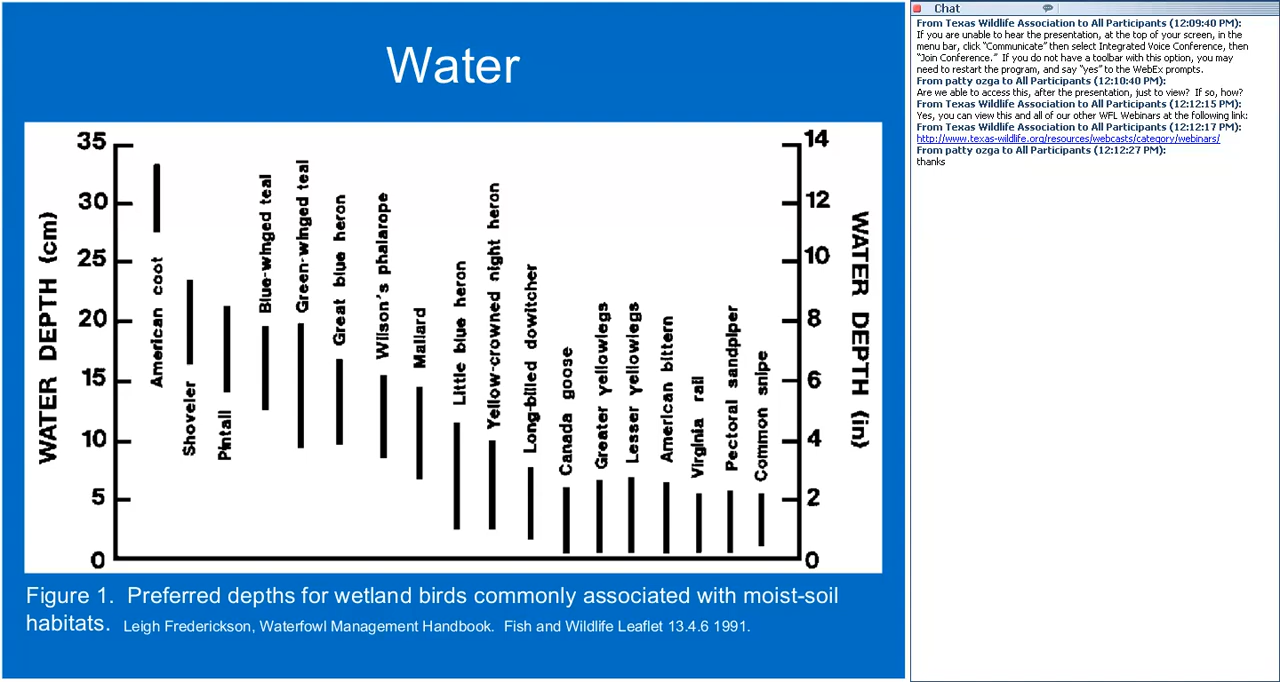 Water
35
30
25
20
15
10
5
0
WATER DEPTH (cm)
American coot
Shoveler
Pintail
Blue-winged teal
Green-winged teal
Great blue heron
Wilson's phalarope
Mallard
Little blue heron
Yellow-crowned night heron
Long-billed dowitcher
Canada goose
Greater yellowlegs
Lesser yellowlegs
American bittern
Virginia rail
Pectoral sandpiper
Common snipe
14
12
10
8
6
4
2
0
WATER DEPTH (in)
Figure 1. Preferred depths for wetland birds commonly associated with moist-soil
habitats. Leigh Frederickson, Waterfowl Management Handbook. Fish and Wildlife Leaflet 13.4.6 1991.
Chat
From Texas Wildlife Association to All Participants (12:09:40 PM):
If you are unable to hear the presentation, at the top of your screen, in the
menu bar, click "Communicate" then select Integrated Voice Conference, then
"Join Conference." If you do not have a toolbar with this option, you may
need to restart the program, and say "yes" to the WebEx prompts.
From patty ozga to All Participants (12:10:40 PM):
Are we able to access this, after the presentation, just to view? If so, how?
From Texas Wildlife Association to All Participants (12:12:15 PM):
Yes, you can view this and all of our other WFL Webinars at the following link:
From Texas Wildlife Association to All Participants (12:12:17 PM):
http://www.texas-wildlife.org/resources/webcasts/category/webinars/
From patty ozga to All Participants (12:12:27 PM):
thanks